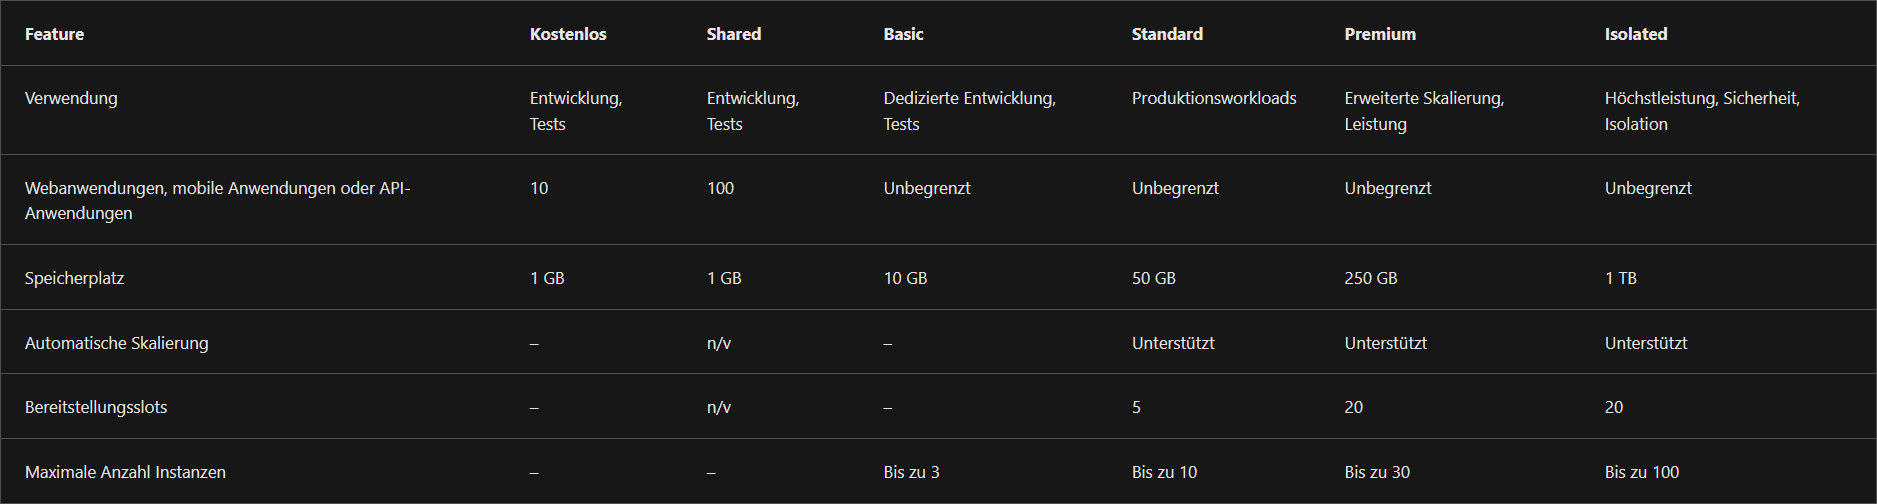 Feature Kostenlos Shared Basic Standard Premium Isolated
Verwendung Entwicklung, Entwicklung, Dedizierte Entwicklung, Produktionsworkloads Erweiterte Skalierung, Höchstleistung, Sicherheit,
Tests Tests Tests Leistung Isolation
Webanwendungen, mobile Anwendungen oder API- 10 100 Unbegrenzt Unbegrenzt Unbegrenzt Unbegrenzt
Anwendungen
Speicherplatz 1 GB 1 GB 10 GB 50 GB 250 GB 1 TB
Automatische Skalierung – n/v – Unterstützt Unterstützt Unterstützt
Bereitstellungsslots – n/v – 5 20 20
Maximale Anzahl Instanzen – – Bis zu 3 Bis zu 10 Bis zu 30 Bis zu 100